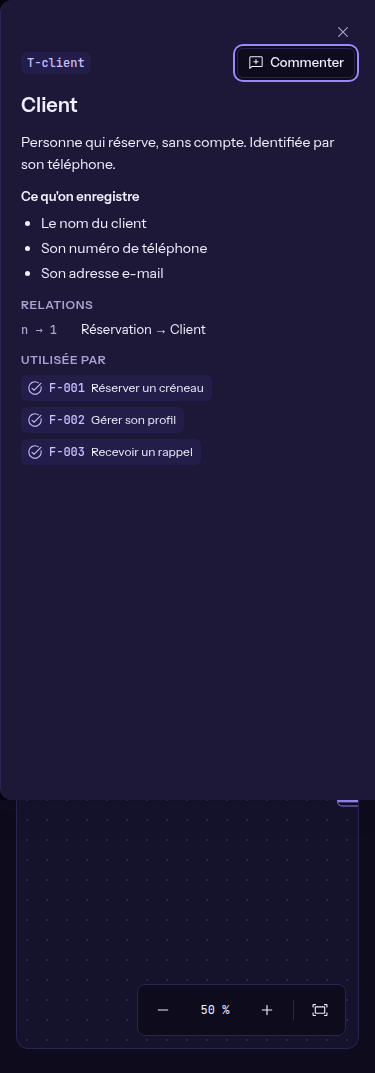 T-client
Commenter
Client
Personne qui réserve, sans compte. Identifiée par
son téléphone.
Ce qu'on enregistre
Le nom du client
Son numéro de téléphone
Son adresse e-mail
RELATIONS
n → 1 Réservation → Client
UTILISÉE PAR
F-001 Réserver un créneau
F-002 Gérer son profil
F-003 Recevoir un rappel
50 %